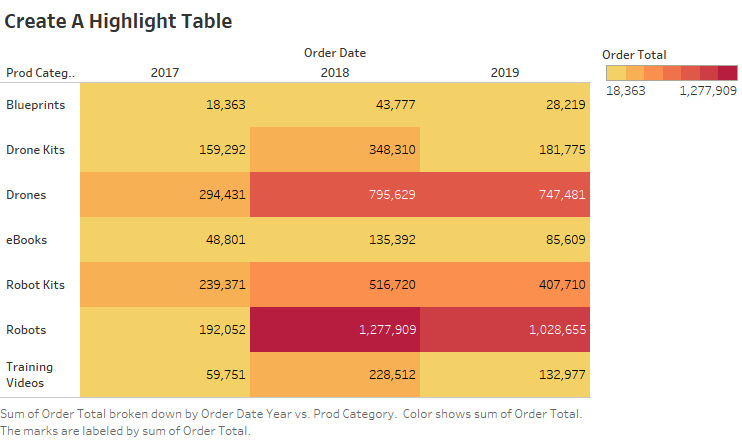 Create A Highlight Table
Order Date
Prod Categ.. 2017 2018 2019
Blueprints 18,363 43,777 28,219
Drone Kits 159,292 348,310 181,775
Drones 294,431 795,629 747,481
eBooks 48,801 135,392 85,609
Robot Kits 239,371 516,720 407,710
Robots 192,052 1,277,909 1,028,655
Training
Videos 59,751 228,512 132,977
Order Total
18,363 1,277,909
Sum of Order Total broken down by Order Date Year vs. Prod Category. Color shows sum of Order Total.
The marks are labeled by sum of Order Total.